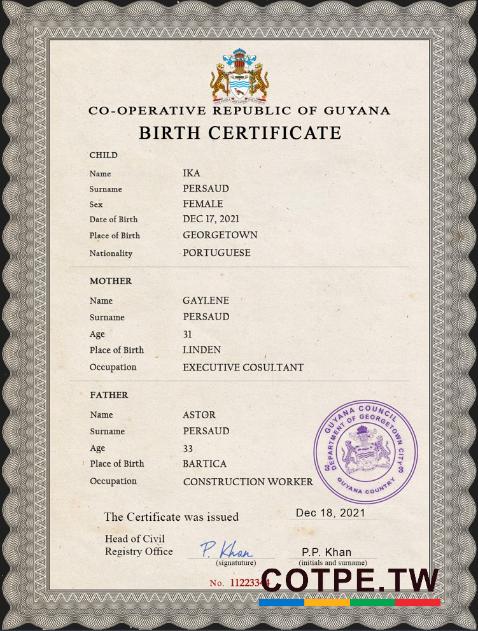 CO-OPERATIVE REPUBLIC OF GUYANA
BIRTH CERTIFICATE
CHILD
Name IKA
Surname PERSAUD
Sex FEMALE
Date of Birth DEC 17, 2021
Place of Birth GEORGETOWN
Nationality PORTUGUESE
MOTHER
Name GAYLENE
Surname PERSAUD
Age 31
Place of Birth LINDEN
Occupation EXECUTIVE COSULTANT
FATHER
Name ASTOR
Surname PERSAUD
Age 33
Place of Birth BARTICA
Occupation CONSTRUCTION WORKER
GUYANA COUNCIL
DEPARTMENT OF GEORGETOWN CITY
GUYANA COUNTRY
The Certificate was issued Dec 18, 2021
Head of Civil
Registry Office P. Khan P.P. Khan
(signatuture) (initials and surname)
No. 1122334
COTPE.TW